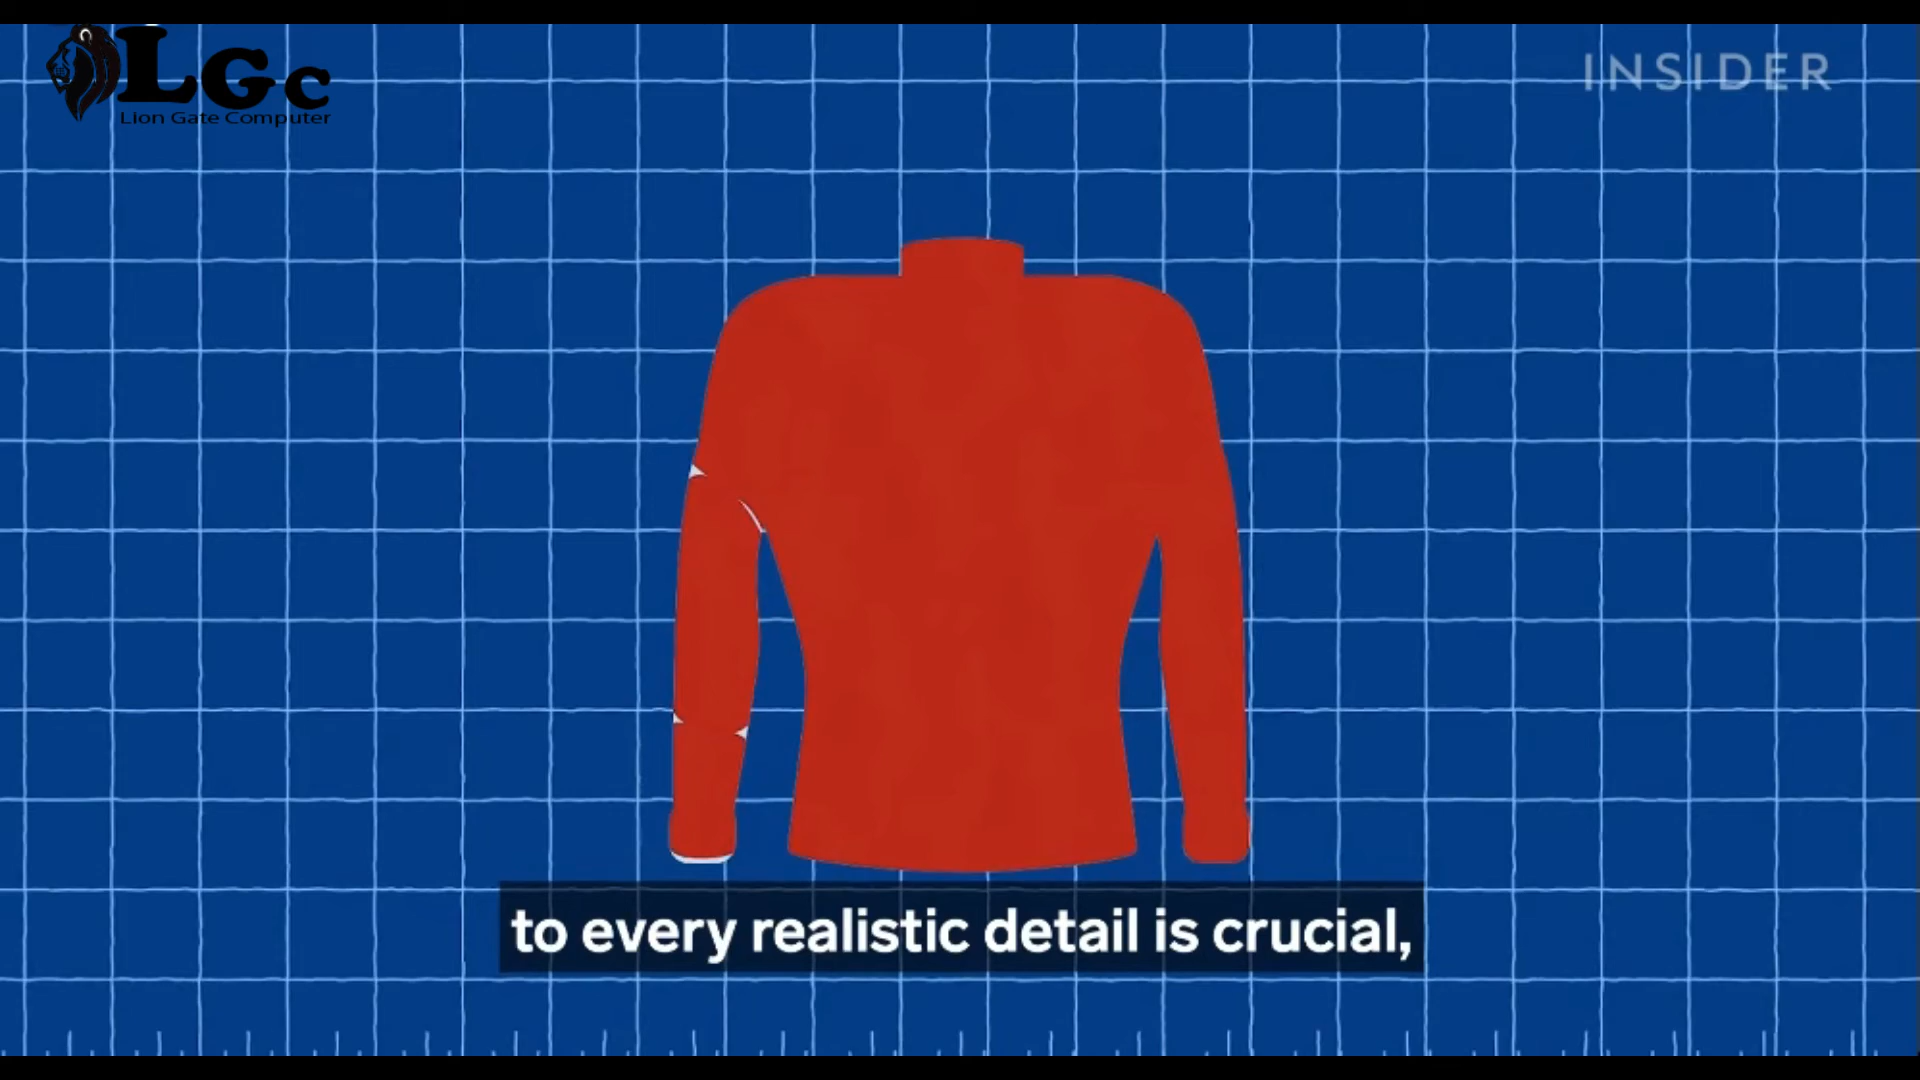 LGc
Lion Gate Computer
INSIDER
to every realistic detail is crucial,